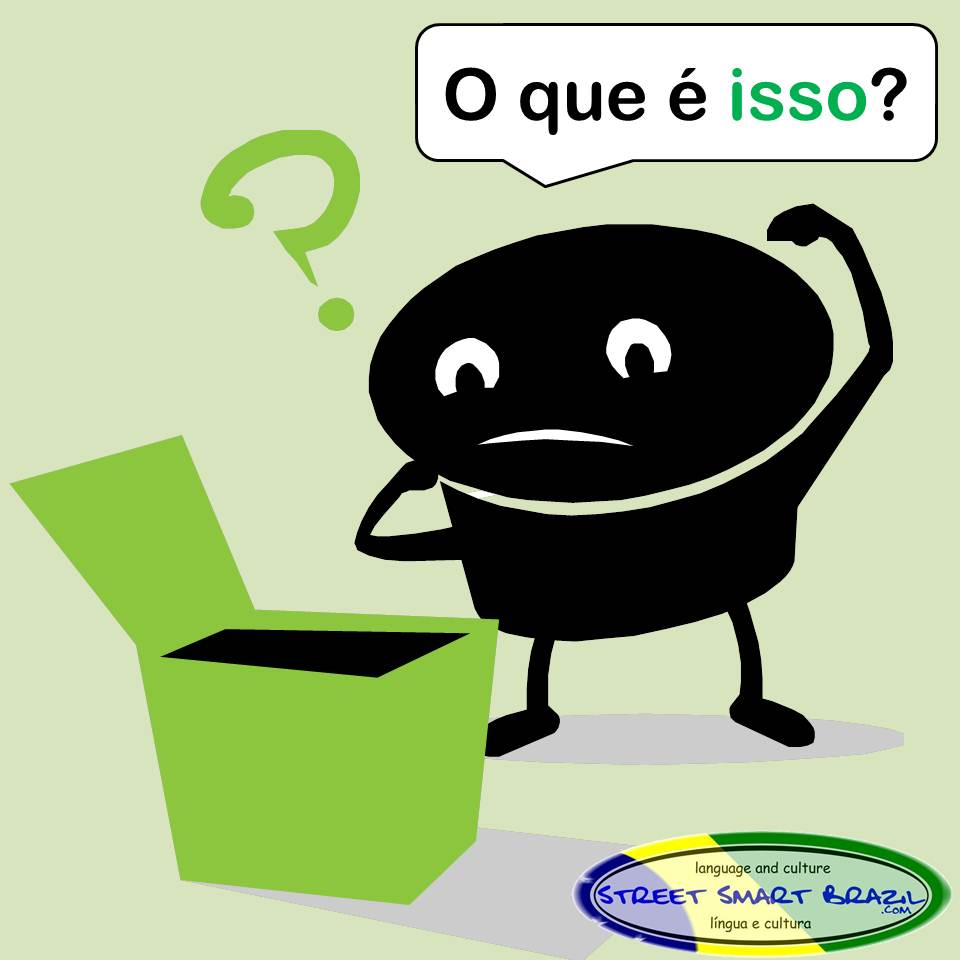 O que é isso?
language and culture
STREET SMART BRAZIL
.COM
língua e cultura